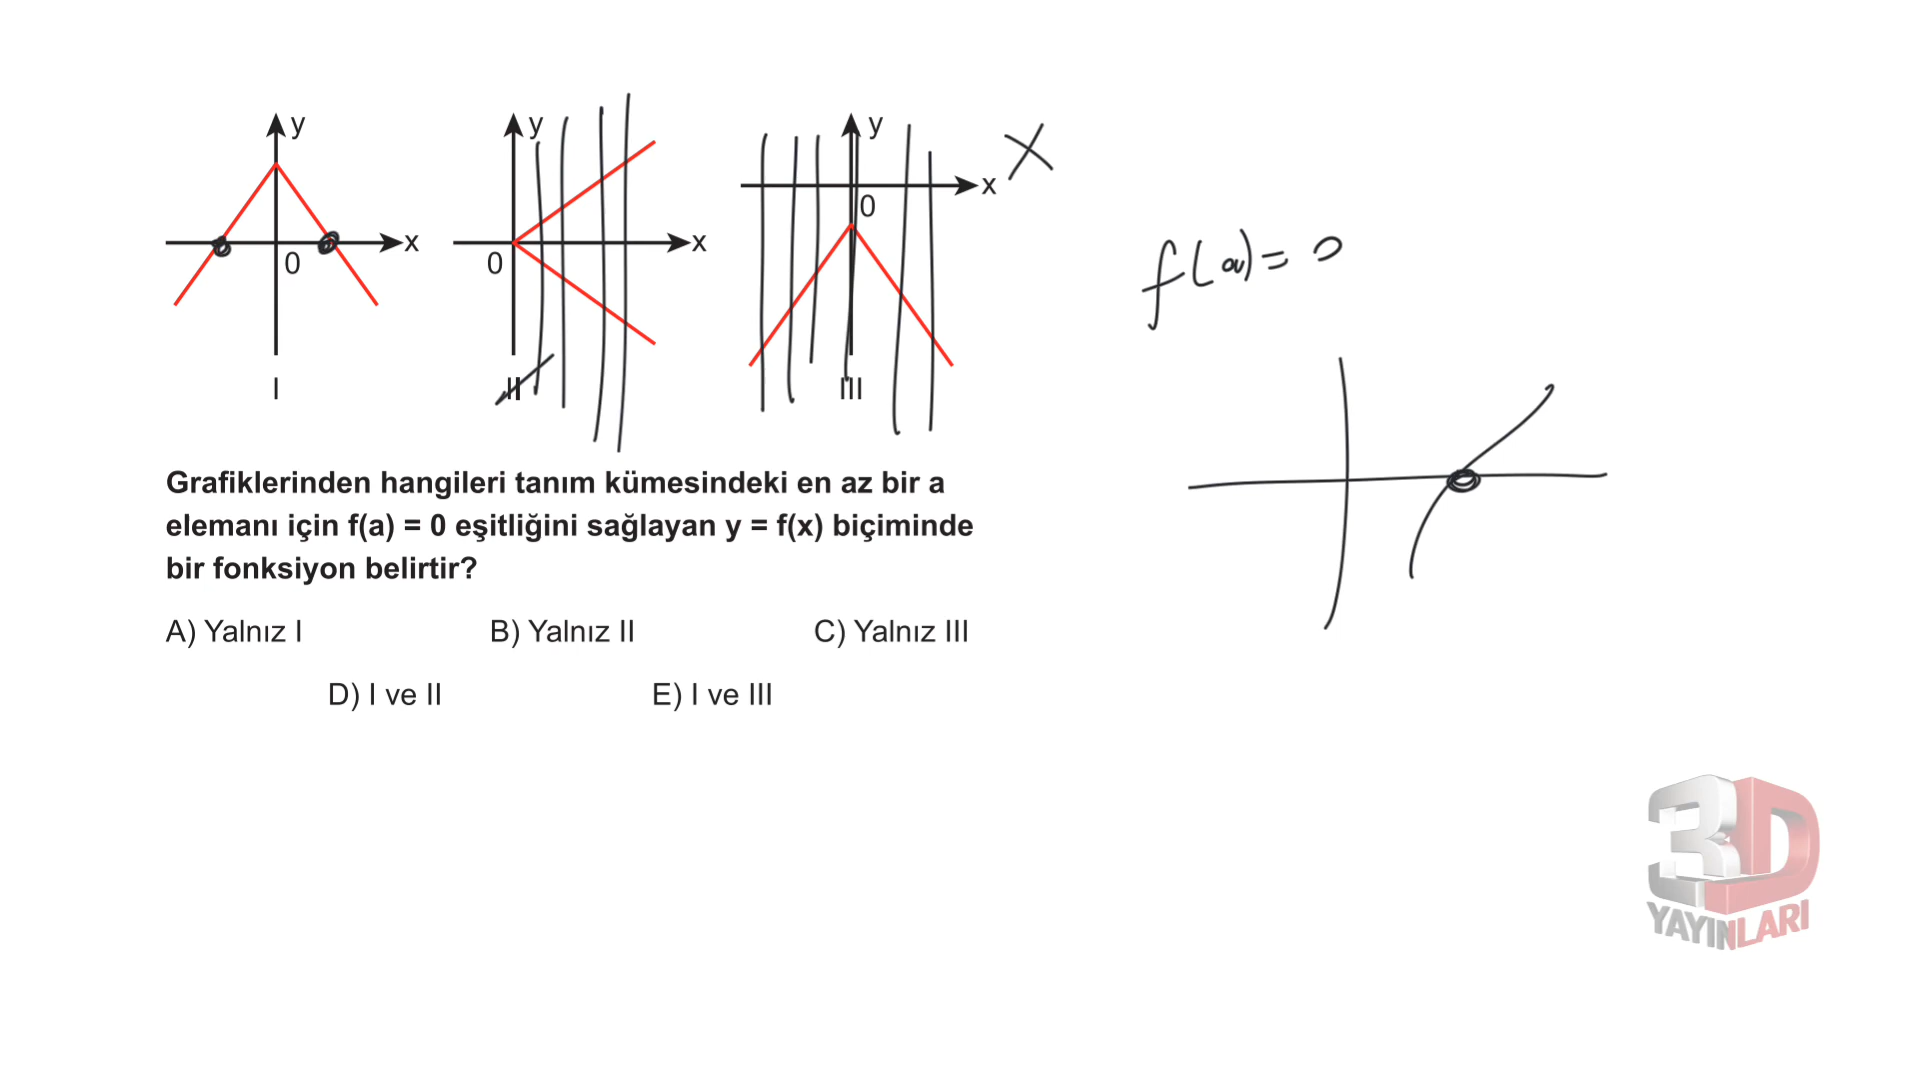 y
y
y
x
x
x
0
0
0
f(a) = 0
I
II
III
Grafiklerinden hangileri tanım kümesindeki en az bir a
elemanı için f(a) = 0 eşitliğini sağlayan y = f(x) biçiminde
bir fonksiyon belirtir?
A) Yalnız I
B) Yalnız II
C) Yalnız III
D) I ve II
E) I ve III
3D
YAYINLARI